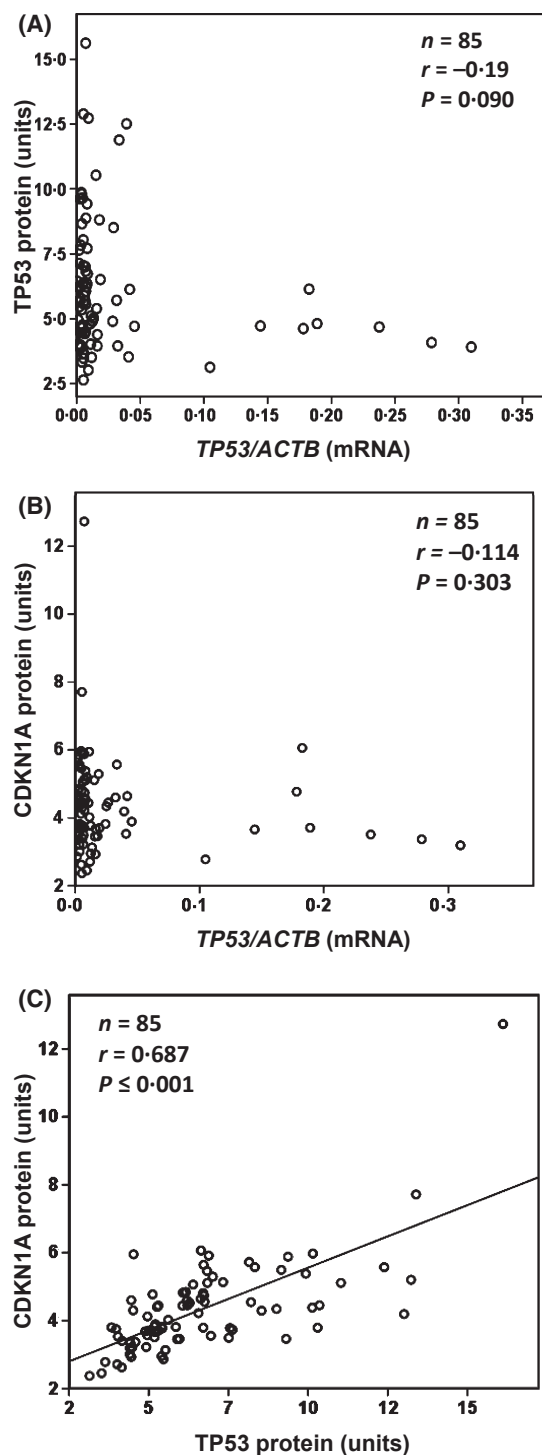 (A)
n = 85
r = –0·19
P = 0·090
TP53 protein (units)
15·0
12·5
10·0
7·5
5·0
2·5
0·00 0·05 0·10 0·15 0·20 0·25 0·30 0·35
TP53/ACTB (mRNA)
(B)
n = 85
r = –0·114
P = 0·303
CDKN1A protein (units)
12
10
8
6
4
2
0·0 0·1 0·2 0·3
TP53/ACTB (mRNA)
(C)
n = 85
r = 0·687
P ≤ 0·001
CDKN1A protein (units)
12
10
8
6
4
2
2 5 7 10 12 15
TP53 protein (units)